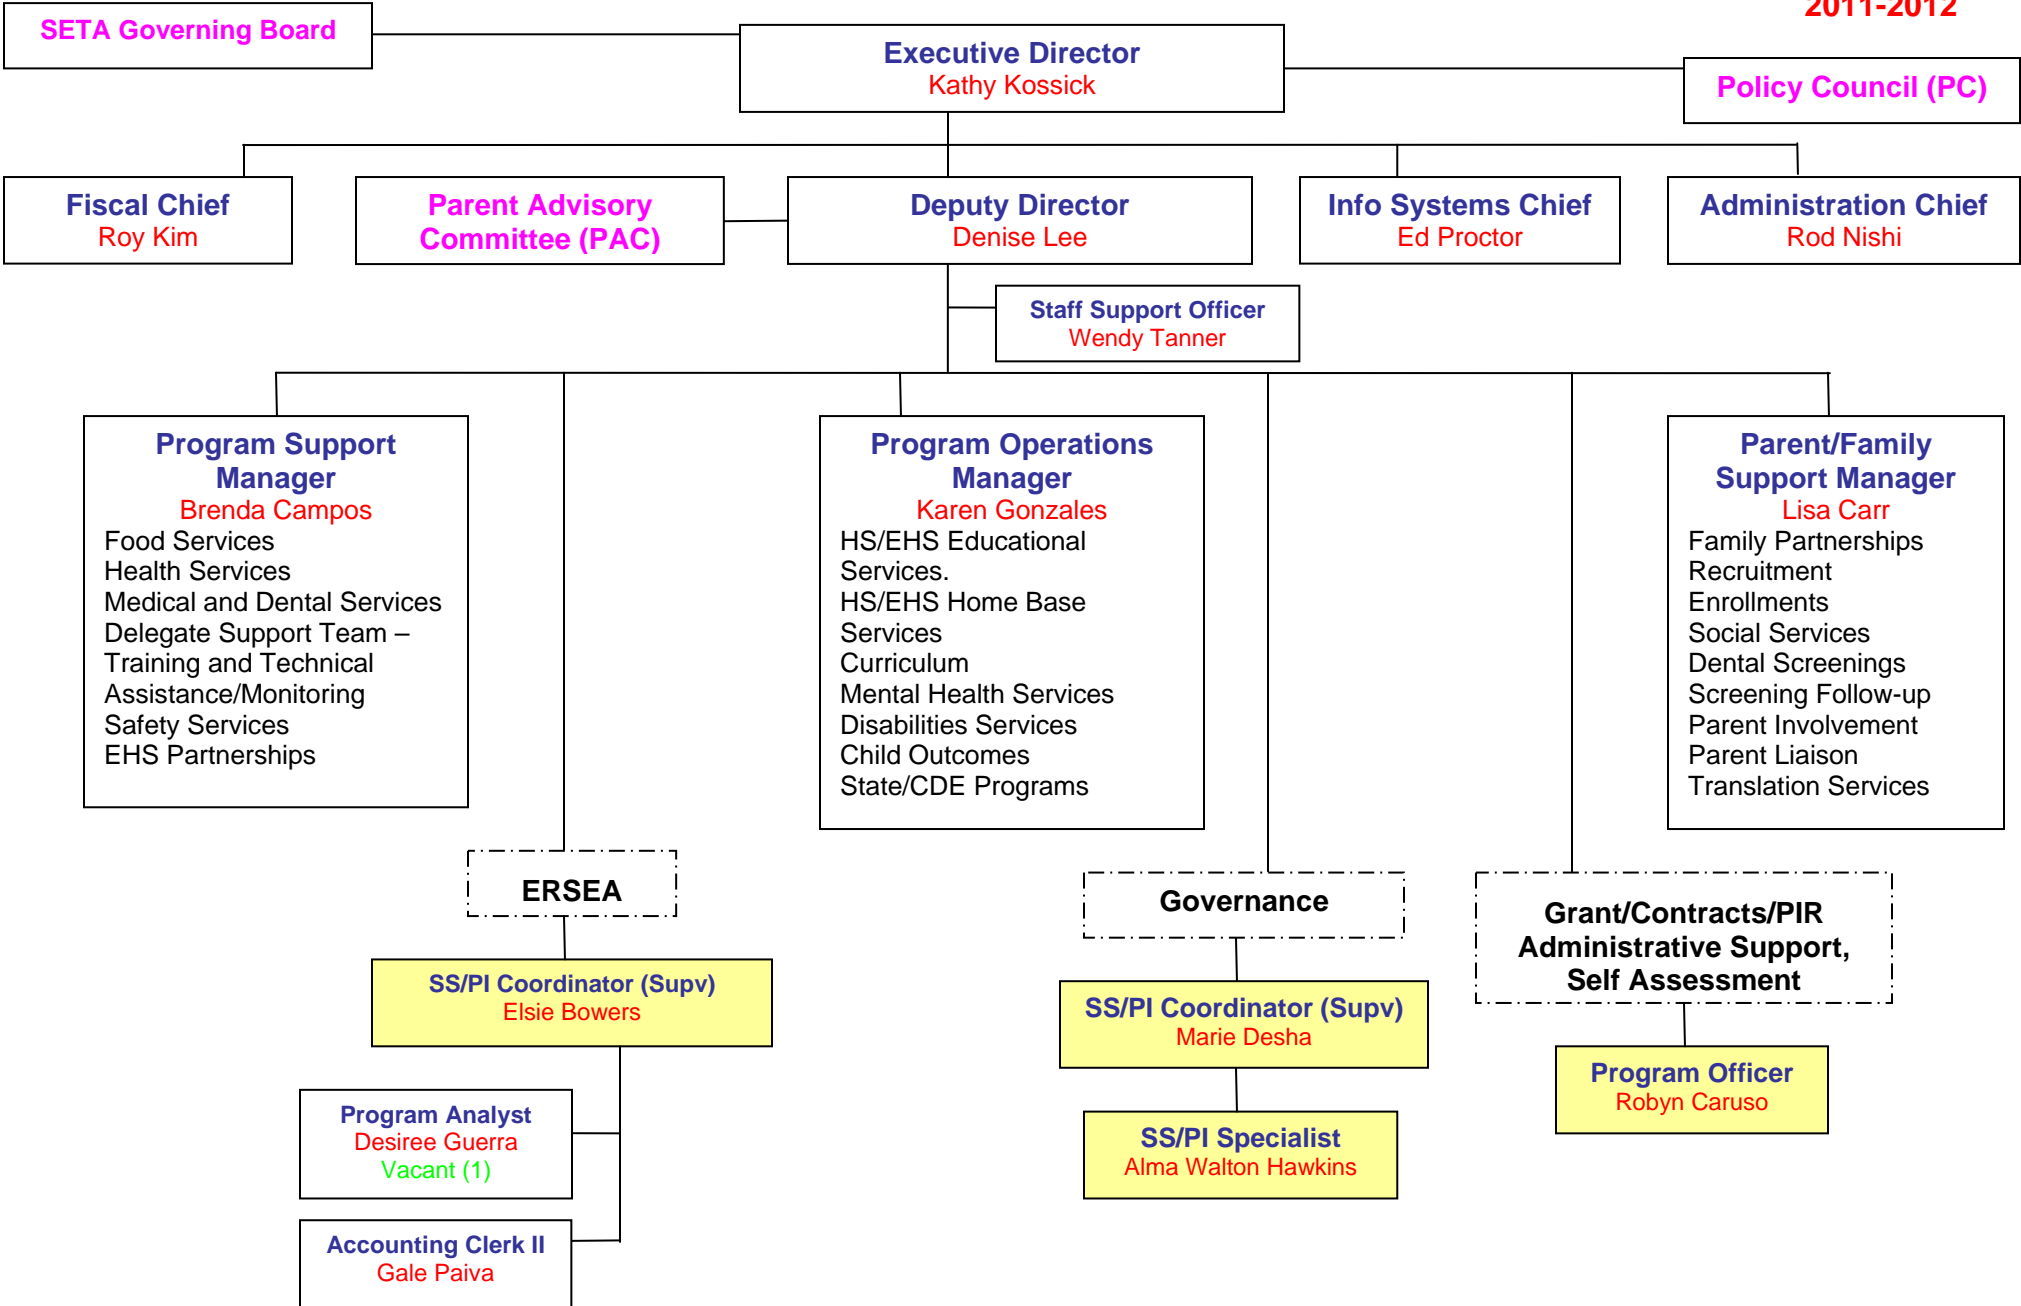 2011-2012
SETA Governing Board
Executive Director
Kathy Kossick
Policy Council (PC)
Fiscal Chief
Roy Kim
Parent Advisory
Committee (PAC)
Deputy Director
Denise Lee
Info Systems Chief
Ed Proctor
Administration Chief
Rod Nishi
Staff Support Officer
Wendy Tanner
Program Support
Manager
Brenda Campos
Food Services
Health Services
Medical and Dental Services
Delegate Support Team –
Training and Technical
Assistance/Monitoring
Safety Services
EHS Partnerships
Program Operations
Manager
Karen Gonzales
HS/EHS Educational
Services.
HS/EHS Home Base
Services
Curriculum
Mental Health Services
Disabilities Services
Child Outcomes
State/CDE Programs
Parent/Family
Support Manager
Lisa Carr
Family Partnerships
Recruitment
Enrollments
Social Services
Dental Screenings
Screening Follow-up
Parent Involvement
Parent Liaison
Translation Services
ERSEA
SS/PI Coordinator (Supv)
Elsie Bowers
Program Analyst
Desiree Guerra
Vacant (1)
Accounting Clerk II
Gale Paiva
Governance
SS/PI Coordinator (Supv)
Marie Desha
SS/PI Specialist
Alma Walton Hawkins
Grant/Contracts/PIR
Administrative Support,
Self Assessment
Program Officer
Robyn Caruso